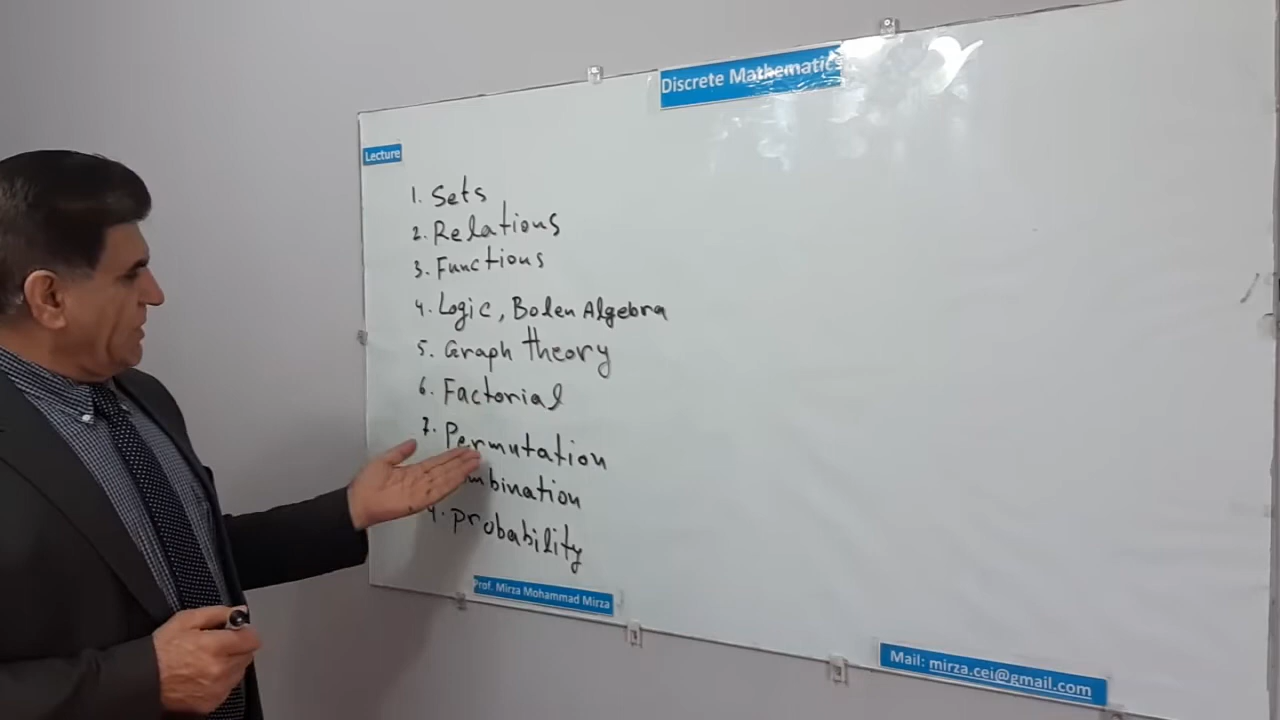 Discrete Mathematics
Lecture
1. Sets
2. Relations
3. Functions
4. Logic, Bolen Algebra
5. Graph theory
6. Factorial
7. Permutation
mbination
9. probability
Prof. Mirza Mohammad Mirza
Mail: mirza.cei@gmail.com